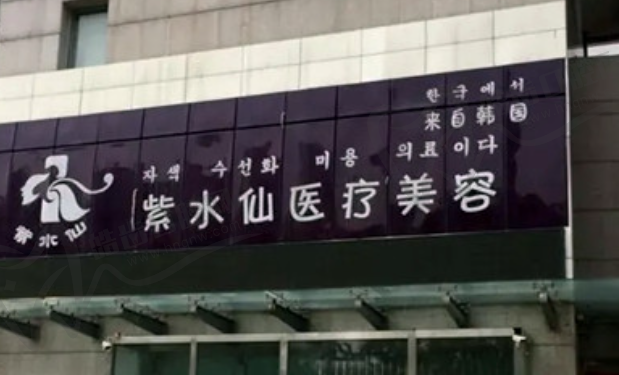 한국에서
来自韩国
자색 수선화 미용 의료이다
紫水仙医疗美容
紫水仙